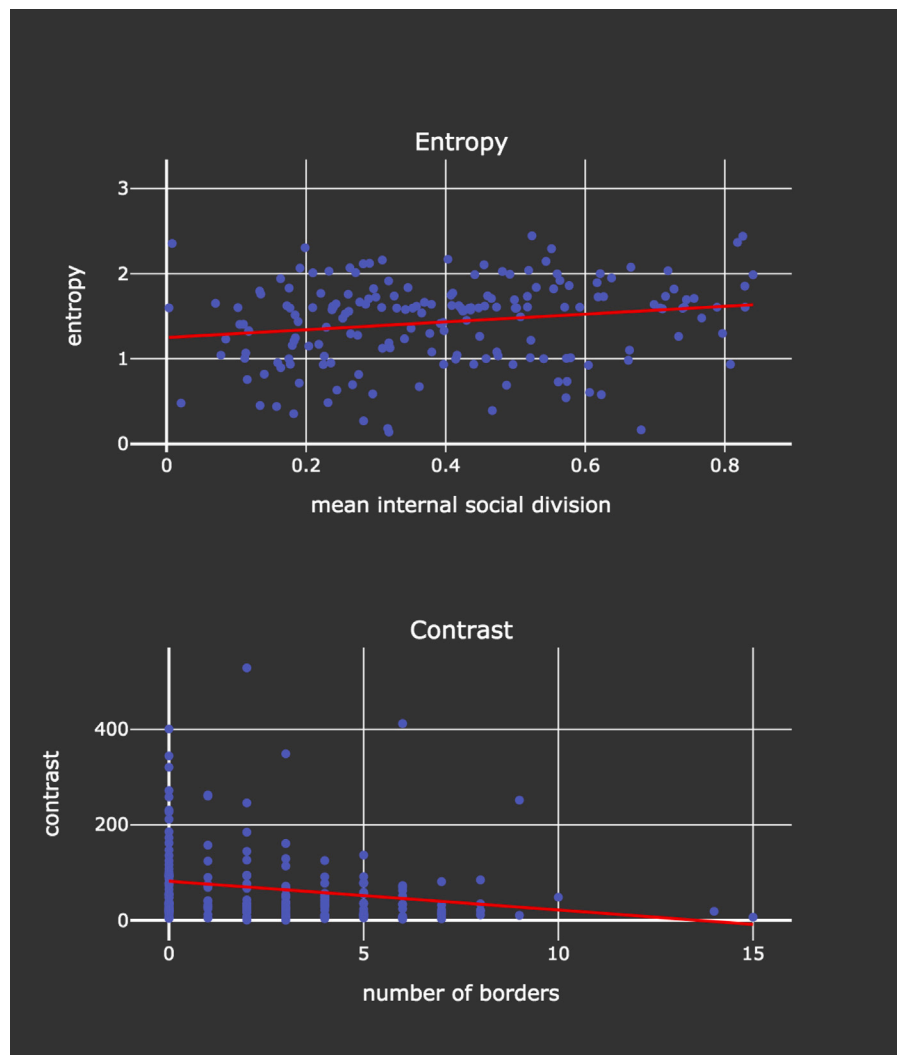 Entropy
3
2
1
0
entropy
0 0.2 0.4 0.6 0.8
mean internal social division
Contrast
400
200
0
contrast
0 5 10 15
number of borders